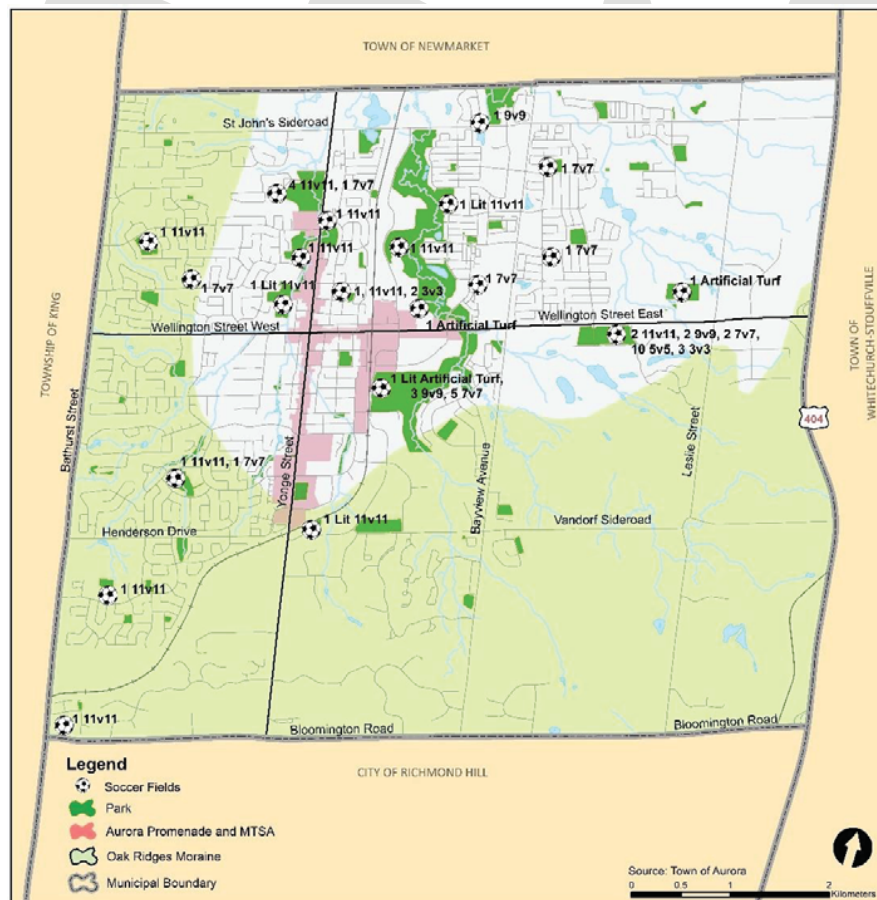 TOWN OF NEWMARKET
St John's Sideroad
1 9v9
1 7v7
4 11v11, 1 7v7
1 Lit 11v11
1 11v11
1 11v11
1 11v11
1 11v11
1 7v7
1 7v7
1 7v7
1 Lit 11v11
1, 11v11, 2 3v3
1 Artificial Turf
TOWNSHIP OF KING
TOWN OF
WHITECHURCH-STOUFFVILLE
Wellington Street West
1 Artificial Turf
Wellington Street East
2 11v11, 2 9v9, 2 7v7,
10 5v5, 3 3v3
1 Lit Artificial Turf,
3 9v9, 5 7v7
404
Bathurst Street
Yonge Street
Bayview Avenue
Leslie Street
1 11v11, 1 7v7
1 Lit 11v11
Henderson Drive
Vandorf Sideroad
1 11v11
1 11v11
Bloomington Road
Bloomington Road
CITY OF RICHMOND HILL
Legend
Soccer Fields
Park
Aurora Promenade and MTSA
Oak Ridges Moraine
Municipal Boundary
Source: Town of Aurora
0 0.5 1 2
Kilometers